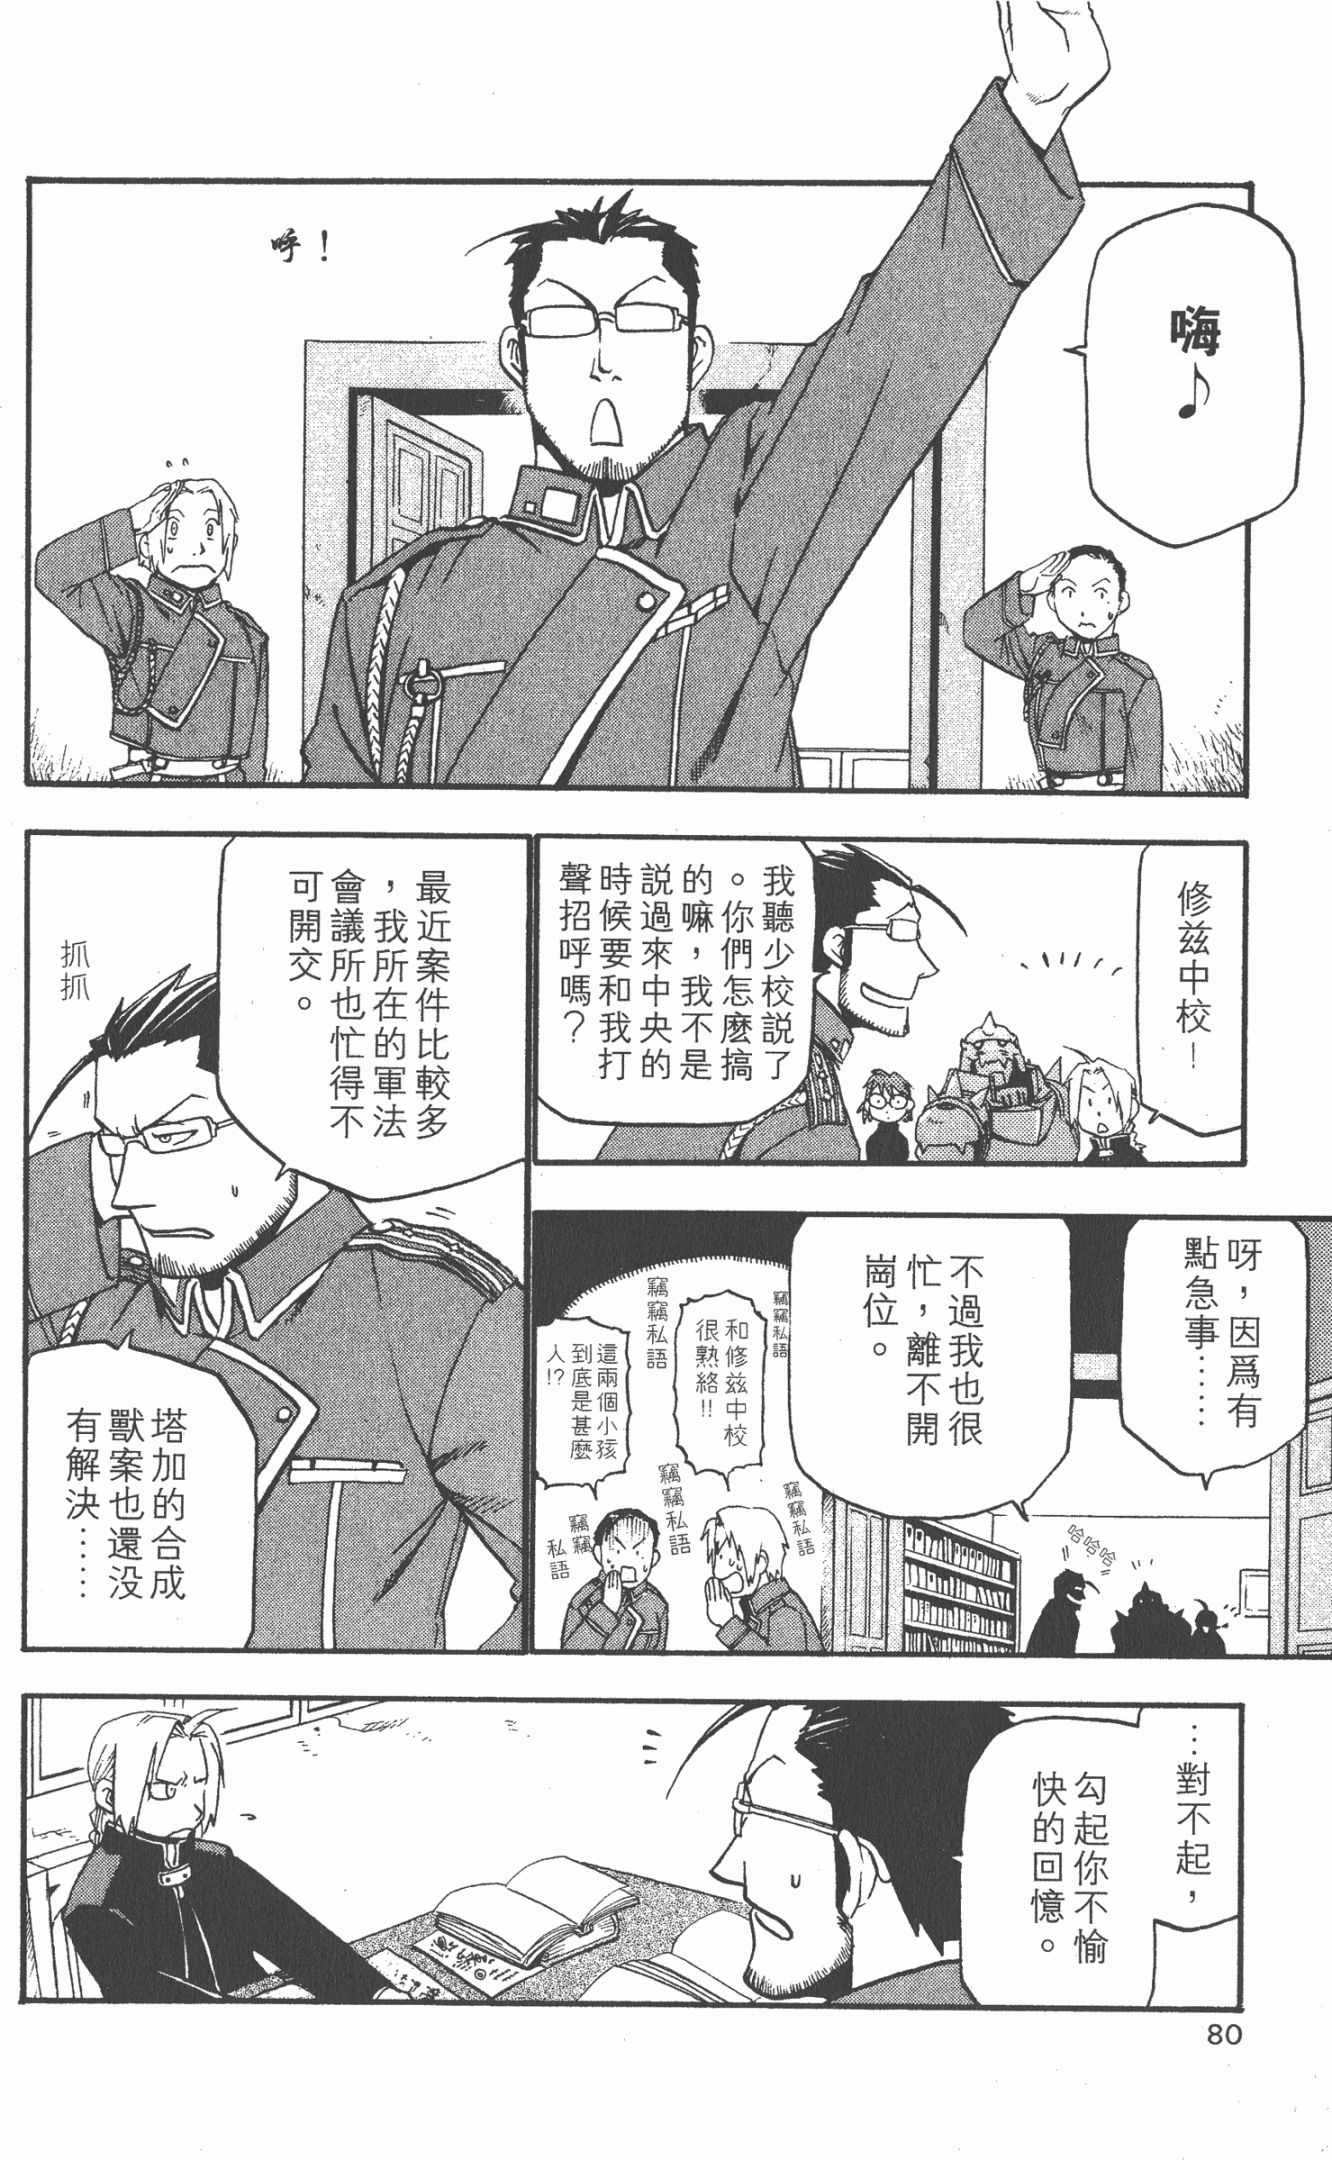 嗨♪
呼！
修茲中校！
我聽少校說了
。你們怎麼搞
的嘛，我不是
說過來中央的
時候要和我打
聲招呼嗎？
呀，因爲有
點急事……
不過我也很
忙，離不開
崗位。
哈哈哈
竊竊私語
和修茲中校
很熟絡!!
竊竊私語
這兩個小孩
到底是甚麼
人!?
竊竊私語
竊竊私語
竊竊私語
最近案件比較多
，我所在的軍法
會議所也忙得不
可開交。
抓抓
塔加的合成
獸案也還没
有解決……
…對不起，
勾起你不愉
快的回憶。
80